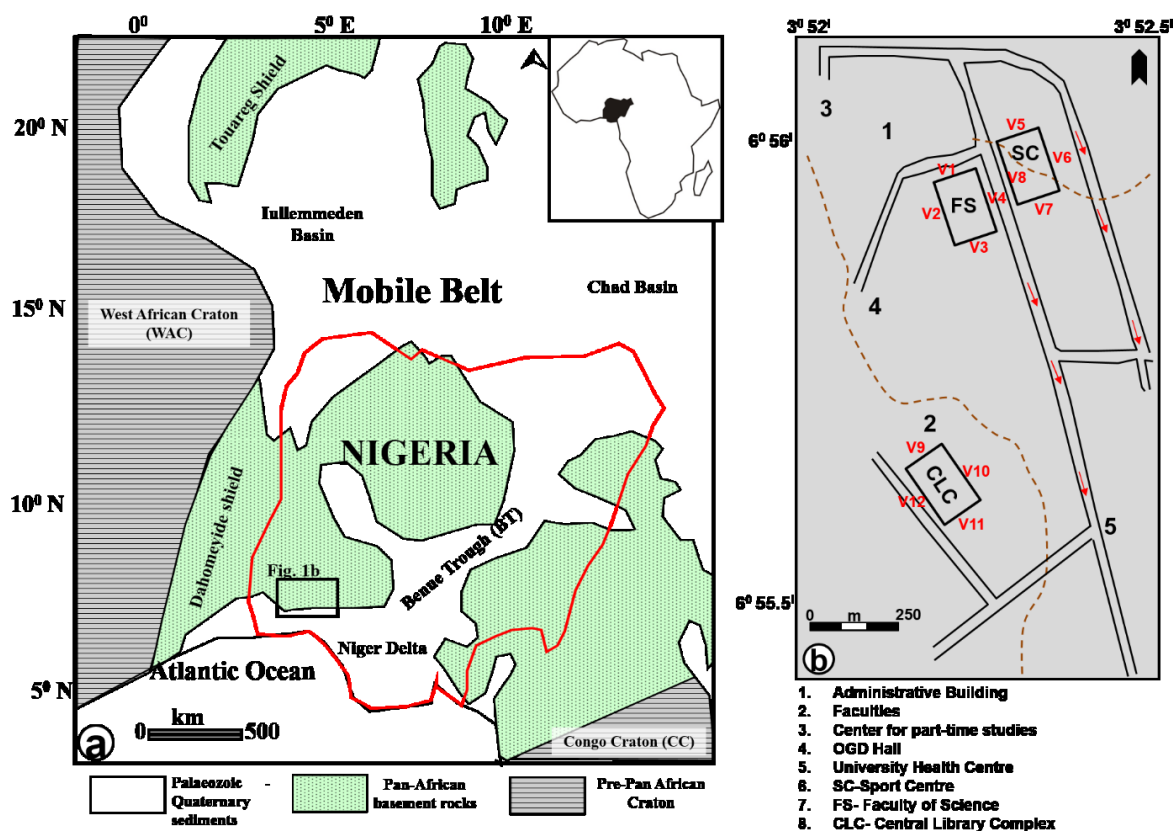 0⁰
5⁰ E
10⁰ E
20⁰ N
15⁰ N
10⁰ N
5⁰ N
Touareg Shield
Iullemmeden
Basin
Mobile Belt
Chad Basin
West African Craton
(WAC)
NIGERIA
Dahomeyide shield
Fig. 1b
Benue Trough (BT)
Niger Delta
Atlantic Ocean
km
0 500
a
Congo Craton (CC)
Palaeozoic -
Quaternary
sediments
Pan-African
basement rocks
Pre-Pan African
Craton
3⁰ 52ᴵ
3⁰ 52.5ᴵ
6⁰ 56ᴵ
6⁰ 55.5ᴵ
3
1
V5
SC
V6
V1
V8
V2
FS
V4
V7
V3
4
2
V9
V10
CLC
V12
V11
5
0 m 250
b
1. Administrative Building
2. Faculties
3. Center for part-time studies
4. OGD Hall
5. University Health Centre
6. SC-Sport Centre
7. FS- Faculty of Science
8. CLC- Central Library Complex